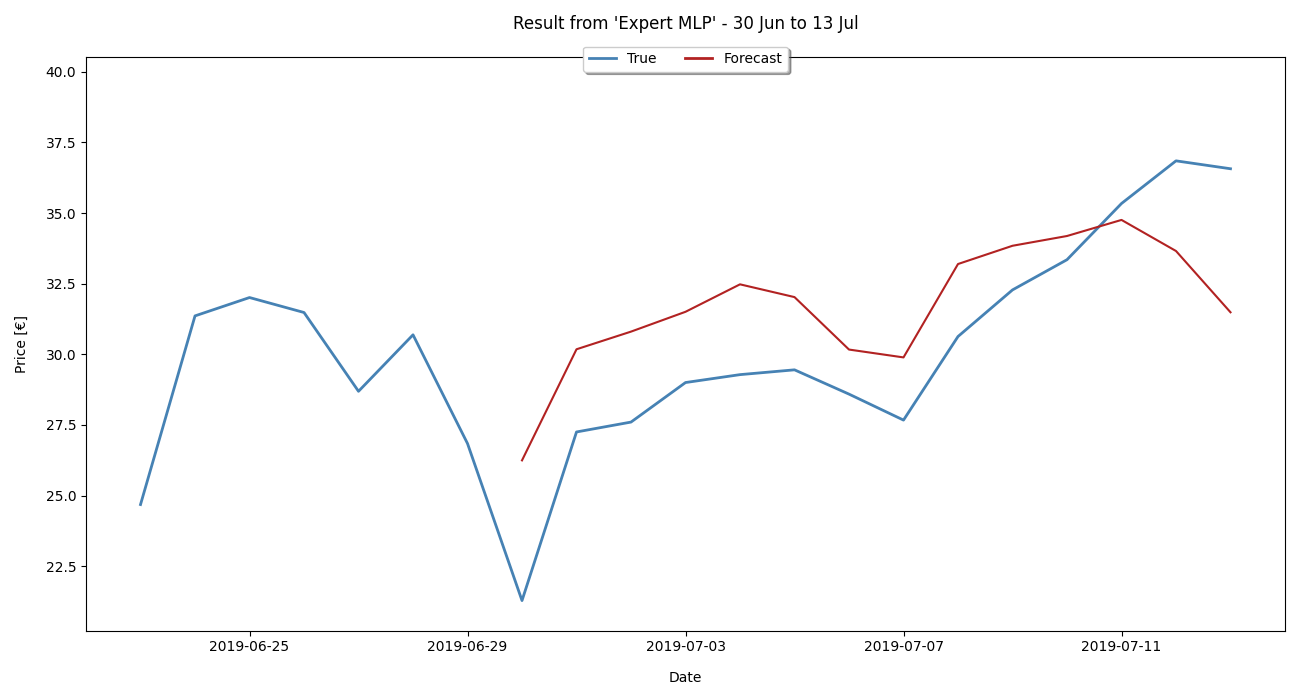 Result from 'Expert MLP' - 30 Jun to 13 Jul
True Forecast
40.0
37.5
35.0
32.5
30.0
27.5
25.0
22.5
Price [€]
2019-06-25 2019-06-29 2019-07-03 2019-07-07 2019-07-11
Date